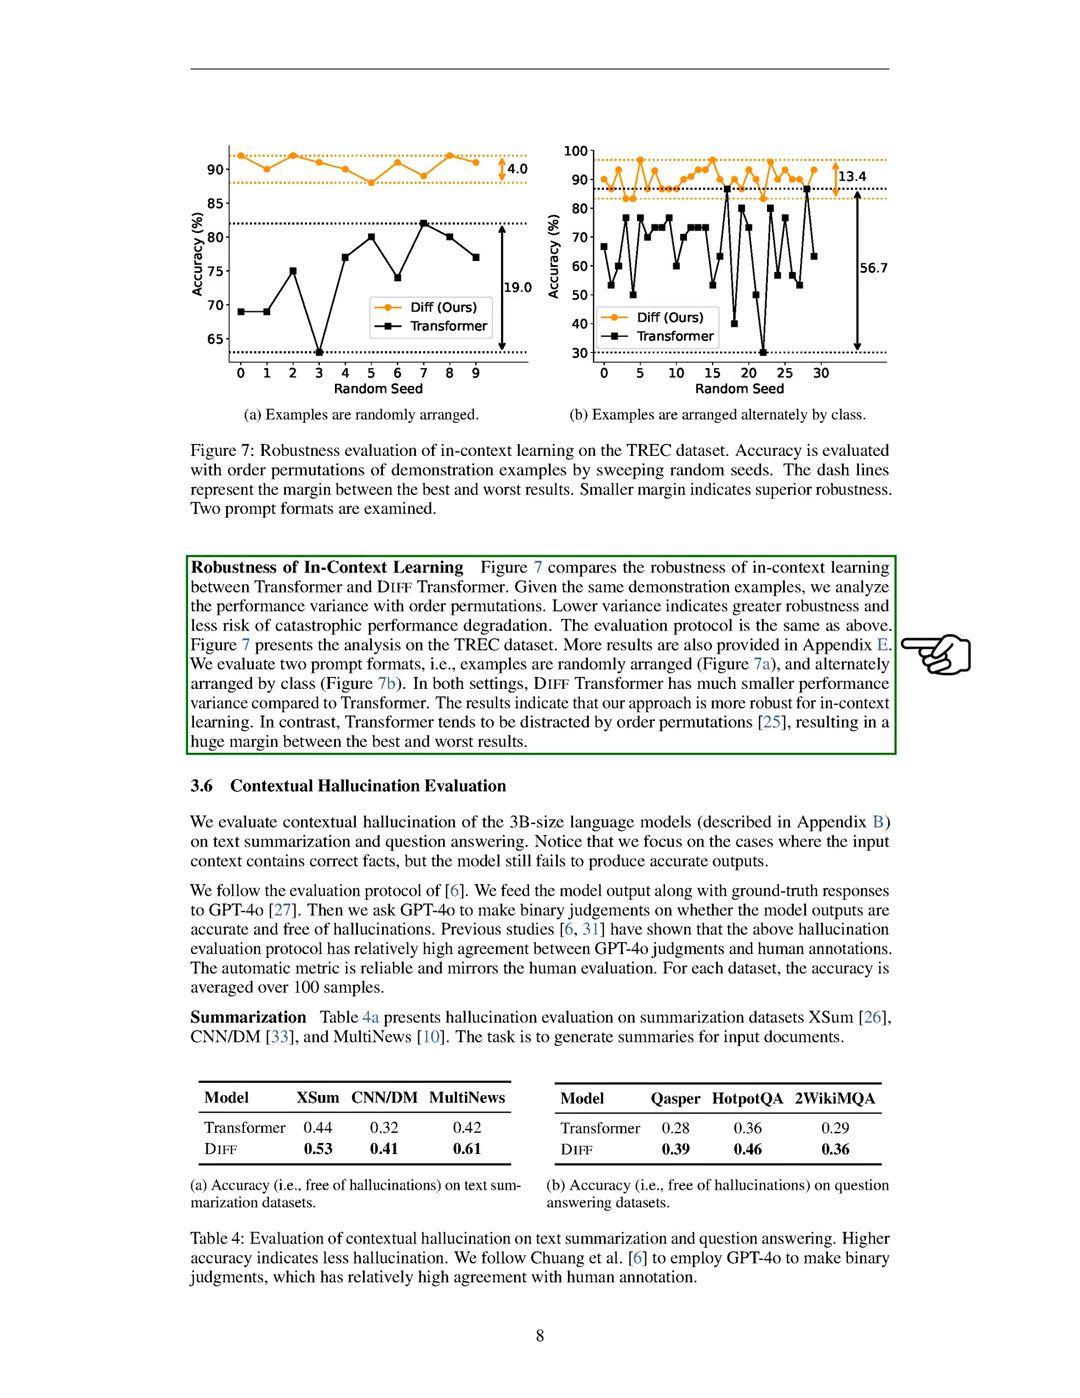 100
90
85
80
75
70
65
Accuracy (%)
4.0
19.0
Diff (Ours)
Transformer
0 1 2 3 4 5 6 7 8 9
Random Seed
90
80
70
60
50
40
30
Accuracy (%)
13.4
56.7
Diff (Ours)
Transformer
0 5 10 15 20 25 30
Random Seed
(a) Examples are randomly arranged.
(b) Examples are arranged alternately by class.
Figure 7: Robustness evaluation of in-context learning on the TREC dataset. Accuracy is evaluated
with order permutations of demonstration examples by sweeping random seeds. The dash lines
represent the margin between the best and worst results. Smaller margin indicates superior robustness.
Two prompt formats are examined.
Robustness of In-Context Learning Figure 7 compares the robustness of in-context learning
between Transformer and DIFF Transformer. Given the same demonstration examples, we analyze
the performance variance with order permutations. Lower variance indicates greater robustness and
less risk of catastrophic performance degradation. The evaluation protocol is the same as above.
Figure 7 presents the analysis on the TREC dataset. More results are also provided in Appendix E.
We evaluate two prompt formats, i.e., examples are randomly arranged (Figure 7a), and alternately
arranged by class (Figure 7b). In both settings, DIFF Transformer has much smaller performance
variance compared to Transformer. The results indicate that our approach is more robust for in-context
learning. In contrast, Transformer tends to be distracted by order permutations [25], resulting in a
huge margin between the best and worst results.
3.6 Contextual Hallucination Evaluation
We evaluate contextual hallucination of the 3B-size language models (described in Appendix B)
on text summarization and question answering. Notice that we focus on the cases where the input
context contains correct facts, but the model still fails to produce accurate outputs.
We follow the evaluation protocol of [6]. We feed the model output along with ground-truth responses
to GPT-4o [27]. Then we ask GPT-4o to make binary judgements on whether the model outputs are
accurate and free of hallucinations. Previous studies [6, 31] have shown that the above hallucination
evaluation protocol has relatively high agreement between GPT-4o judgments and human annotations.
The automatic metric is reliable and mirrors the human evaluation. For each dataset, the accuracy is
averaged over 100 samples.
Summarization Table 4a presents hallucination evaluation on summarization datasets XSum [26],
CNN/DM [33], and MultiNews [10]. The task is to generate summaries for input documents.
Model XSum CNN/DM MultiNews
Transformer 0.44 0.32 0.42
DIFF 0.53 0.41 0.61
(a) Accuracy (i.e., free of hallucinations) on text sum-
marization datasets.
Model Qasper HotpotQA 2WikiMQA
Transformer 0.28 0.36 0.29
DIFF 0.39 0.46 0.36
(b) Accuracy (i.e., free of hallucinations) on question
answering datasets.
Table 4: Evaluation of contextual hallucination on text summarization and question answering. Higher
accuracy indicates less hallucination. We follow Chuang et al. [6] to employ GPT-4o to make binary
judgments, which has relatively high agreement with human annotation.
8